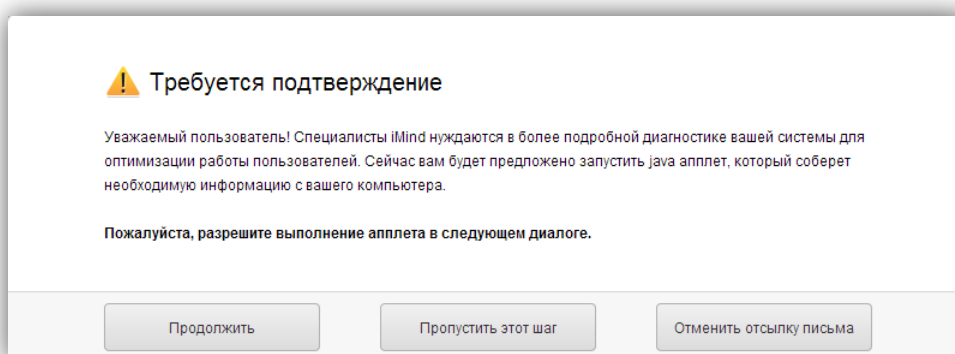 Требуется подтверждение
Уважаемый пользователь! Специалисты iMind нуждаются в более подробной диагностике вашей системы для
оптимизации работы пользователей. Сейчас вам будет предложено запустить java апплет, который соберет
необходимую информацию с вашего компьютера.
Пожалуйста, разрешите выполнение апплета в следующем диалоге.
Продолжить
Пропустить этот шаг
Отменить отсылку письма